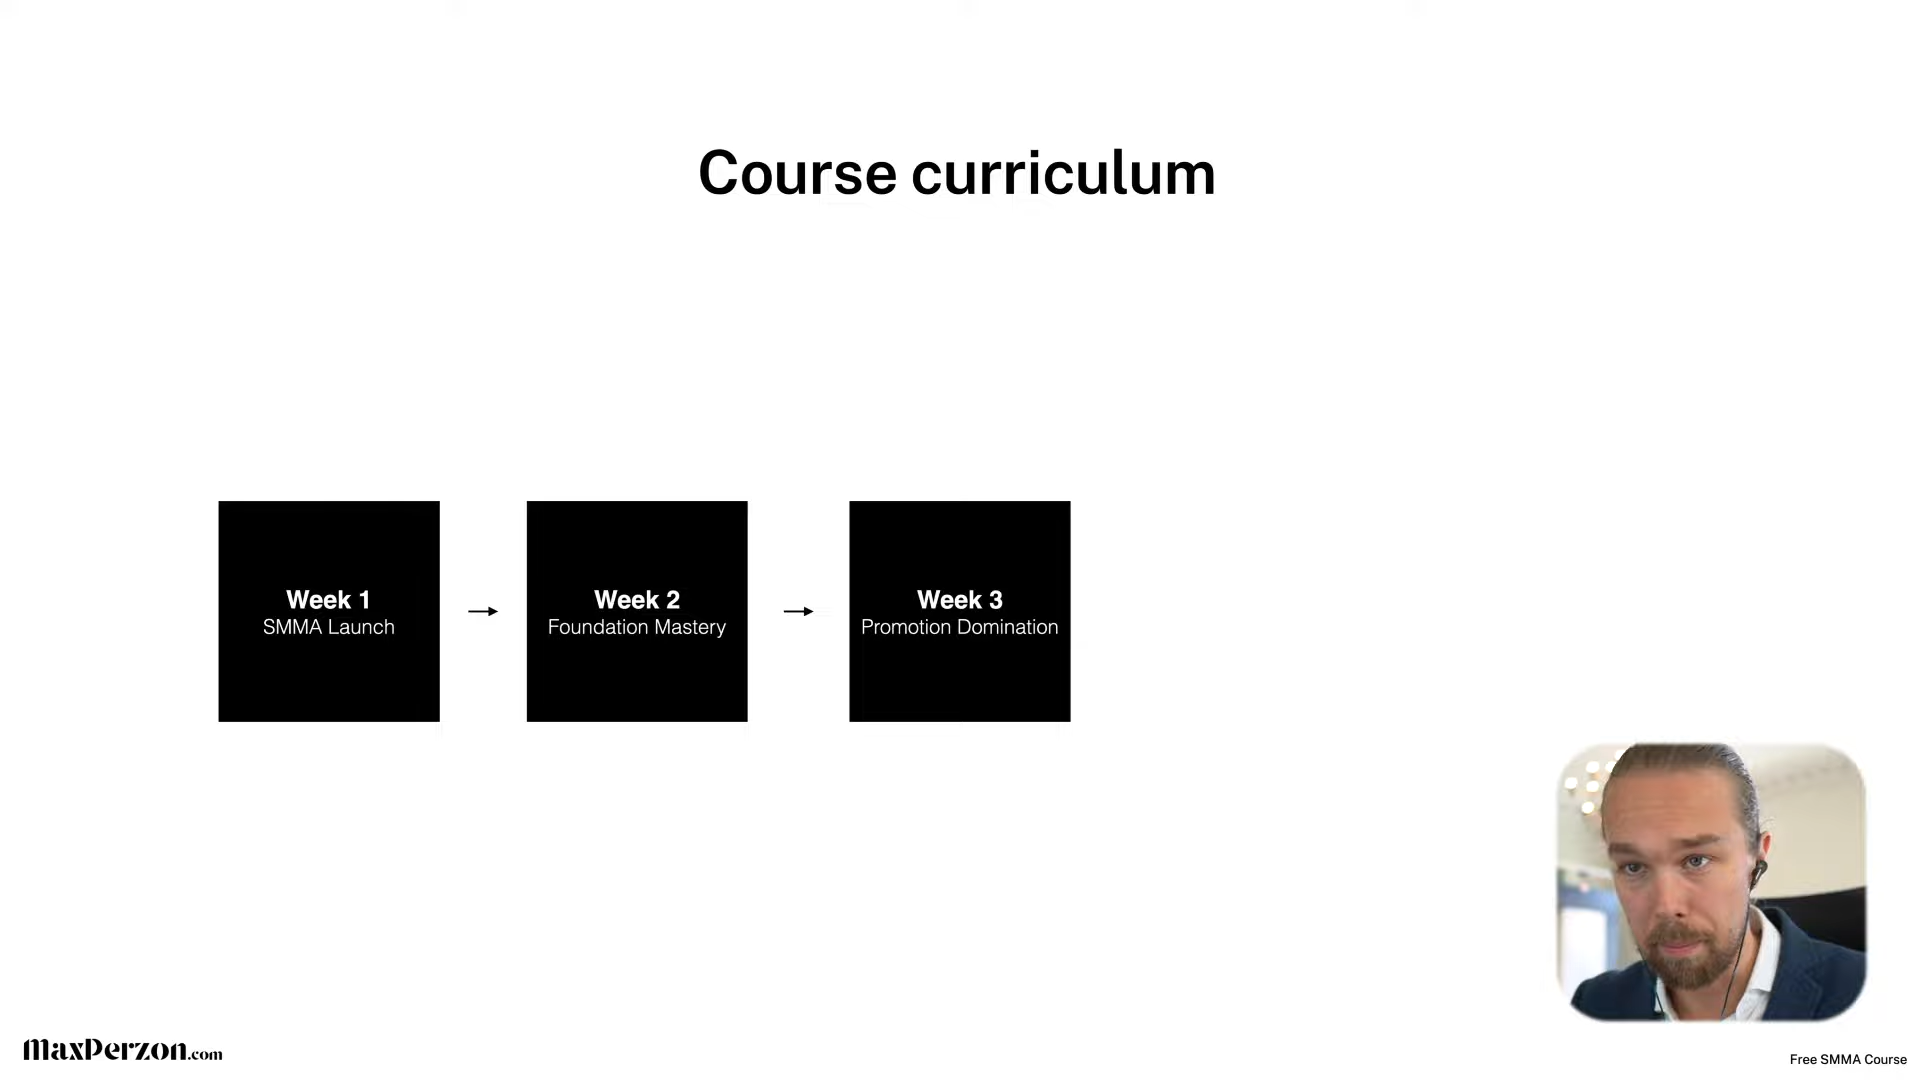 Course curriculum
Week 1
SMMA Launch
Week 2
Foundation Mastery
Week 3
Promotion Domination
MaxPerzon.com
Free SMMA Course